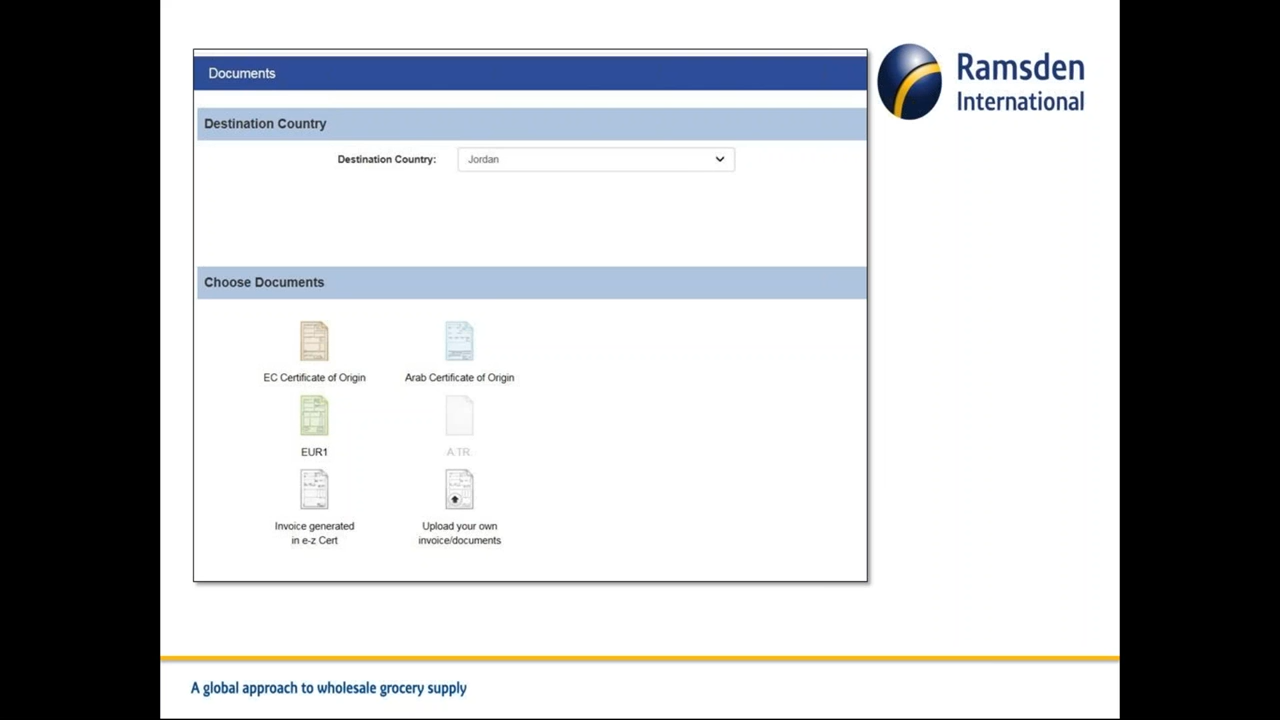 Documents
Ramsden
International
Destination Country
Destination Country:
Jordan
Choose Documents
EC Certificate of Origin
Arab Certificate of Origin
EUR1
A.TR
Invoice generated
in e-z Cert
Upload your own
invoice/documents
A global approach to wholesale grocery supply